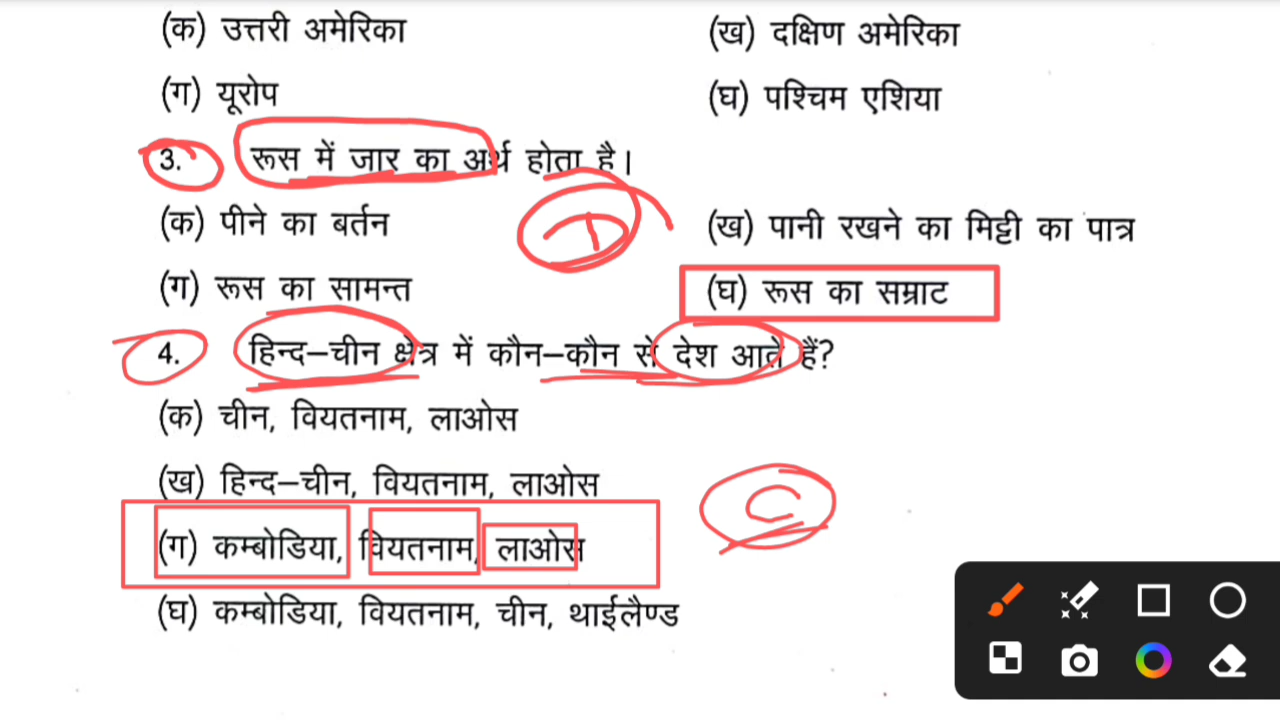 (क) उत्तरी अमेरिका (ख) दक्षिण अमेरिका
(ग) यूरोप (घ) पश्चिम एशिया
3. रूस में जार का अर्थ होता है।
(क) पीने का बर्तन (ख) पानी रखने का मिट्टी का पात्र
D
(ग) रूस का सामन्त (घ) रूस का सम्राट
4. हिन्द–चीन क्षेत्र में कौन–कौन से देश आते हैं?
(क) चीन, वियतनाम, लाओस
(ख) हिन्द–चीन, वियतनाम, लाओस
C
(ग) कम्बोडिया, वियतनाम, लाओस
(घ) कम्बोडिया, वियतनाम, चीन, थाईलैण्ड